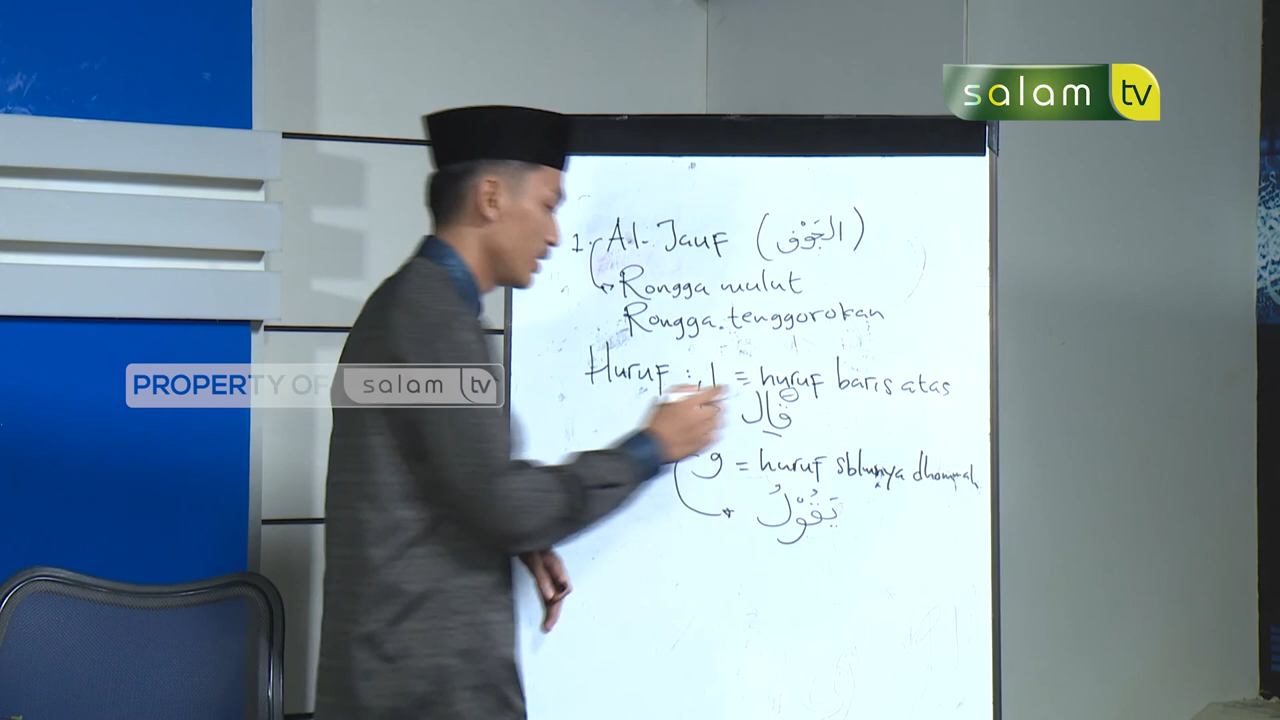 salam tv
1. Al-Jauf (الجَوْف)
Rongga mulut
Rongga tenggorokan
PROPERTY OF salam tv
Huruf : ا = huruf baris atas
قال
و = huruf sblumnya dhommah
يَقُوْلُ